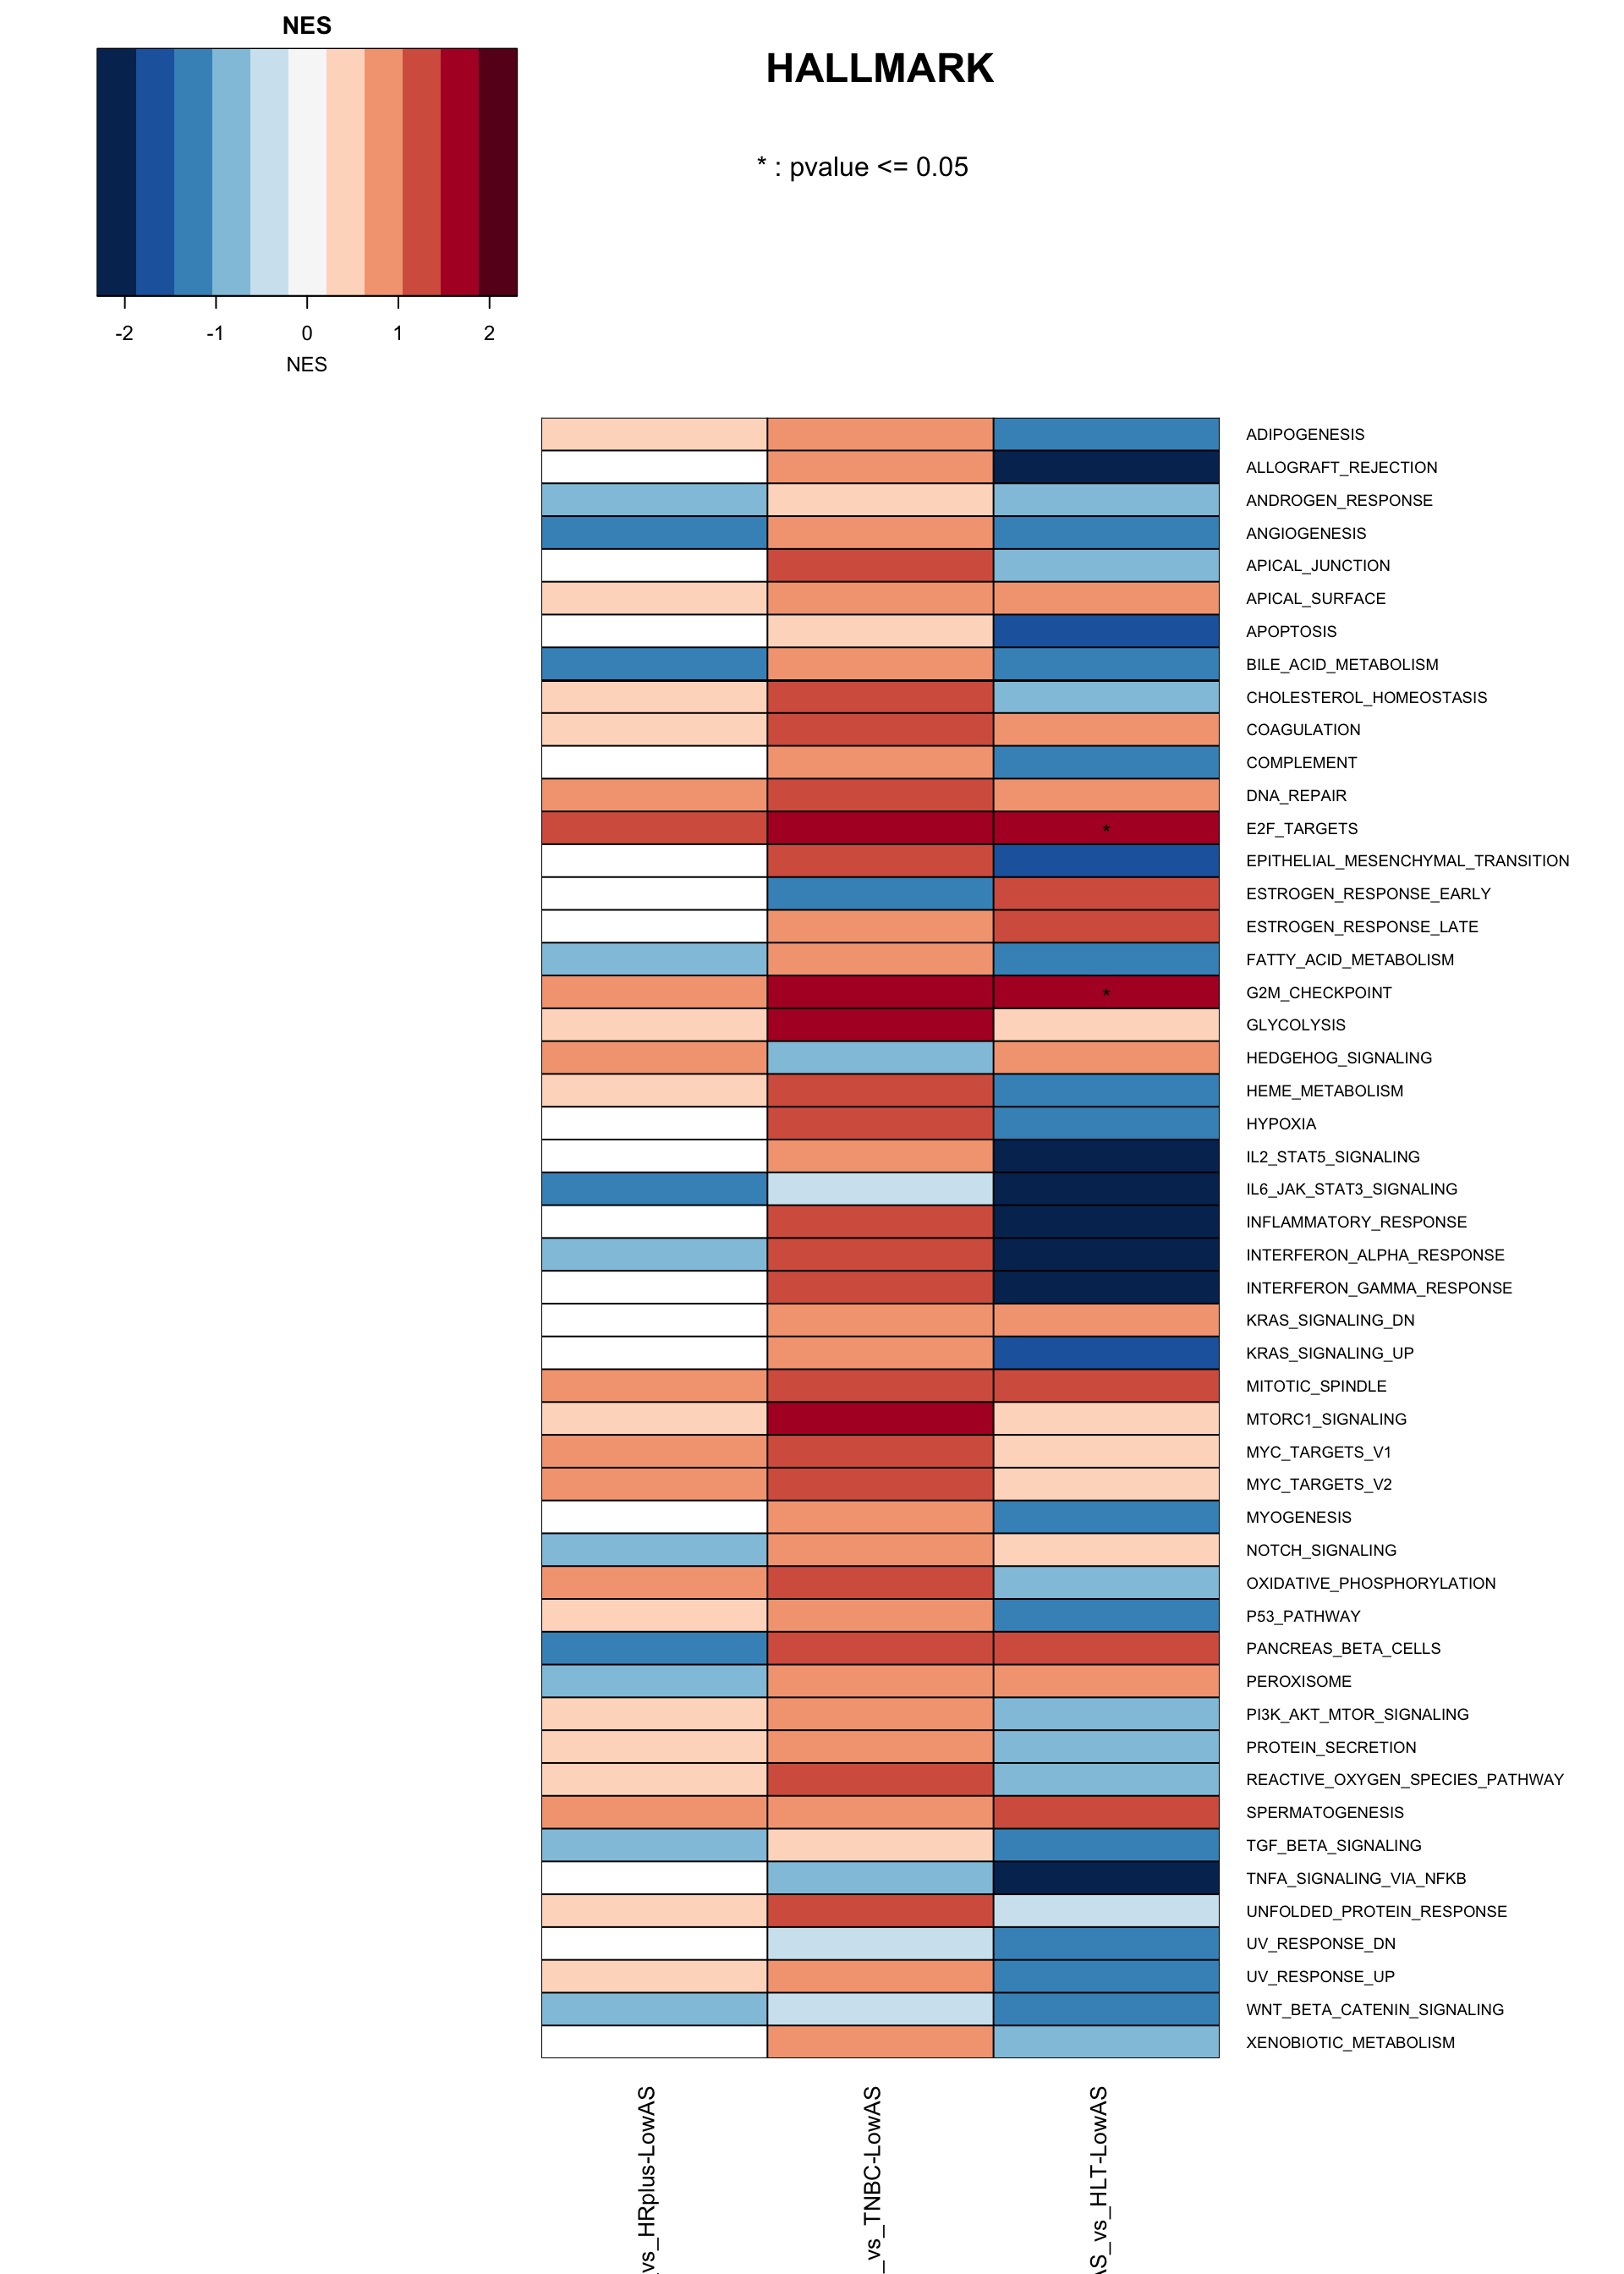 NES
HALLMARK
* : pvalue <= 0.05
-2 -1 0 1 2
NES
ADIPOGENESIS
ALLOGRAFT_REJECTION
ANDROGEN_RESPONSE
ANGIOGENESIS
APICAL_JUNCTION
APICAL_SURFACE
APOPTOSIS
BILE_ACID_METABOLISM
CHOLESTEROL_HOMEOSTASIS
COAGULATION
COMPLEMENT
DNA_REPAIR
* E2F_TARGETS
EPITHELIAL_MESENCHYMAL_TRANSITION
ESTROGEN_RESPONSE_EARLY
ESTROGEN_RESPONSE_LATE
FATTY_ACID_METABOLISM
* G2M_CHECKPOINT
GLYCOLYSIS
HEDGEHOG_SIGNALING
HEME_METABOLISM
HYPOXIA
IL2_STAT5_SIGNALING
IL6_JAK_STAT3_SIGNALING
INFLAMMATORY_RESPONSE
INTERFERON_ALPHA_RESPONSE
INTERFERON_GAMMA_RESPONSE
KRAS_SIGNALING_DN
KRAS_SIGNALING_UP
MITOTIC_SPINDLE
MTORC1_SIGNALING
MYC_TARGETS_V1
MYC_TARGETS_V2
MYOGENESIS
NOTCH_SIGNALING
OXIDATIVE_PHOSPHORYLATION
P53_PATHWAY
PANCREAS_BETA_CELLS
PEROXISOME
PI3K_AKT_MTOR_SIGNALING
PROTEIN_SECRETION
REACTIVE_OXYGEN_SPECIES_PATHWAY
SPERMATOGENESIS
TGF_BETA_SIGNALING
TNFA_SIGNALING_VIA_NFKB
UNFOLDED_PROTEIN_RESPONSE
UV_RESPONSE_DN
UV_RESPONSE_UP
WNT_BETA_CATENIN_SIGNALING
XENOBIOTIC_METABOLISM
vs_HRplus-LowAS
_vs_TNBC-LowAS
AS_vs_HLT-LowAS